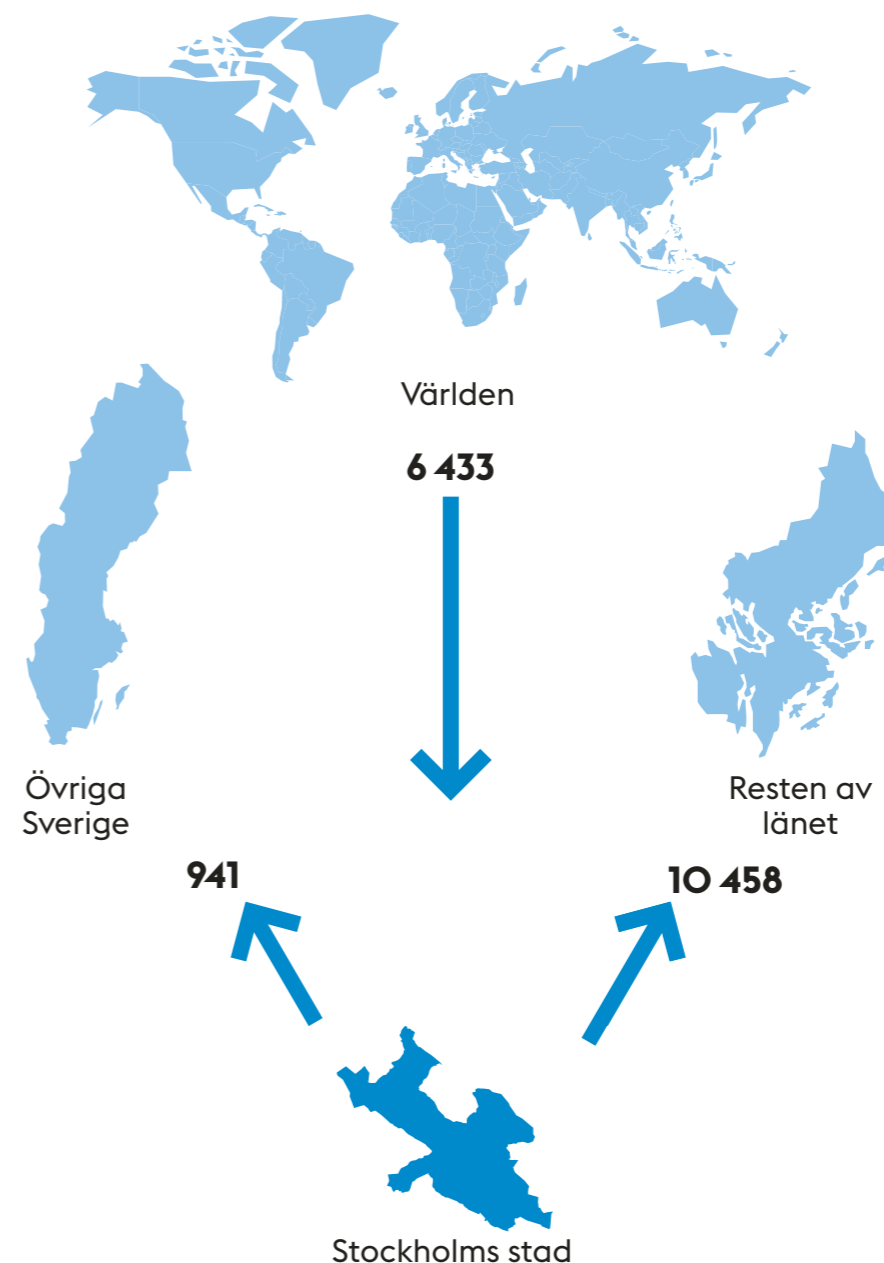 Världen
6 433
Övriga
Sverige
941
Resten av
länet
10 458
Stockholms stad